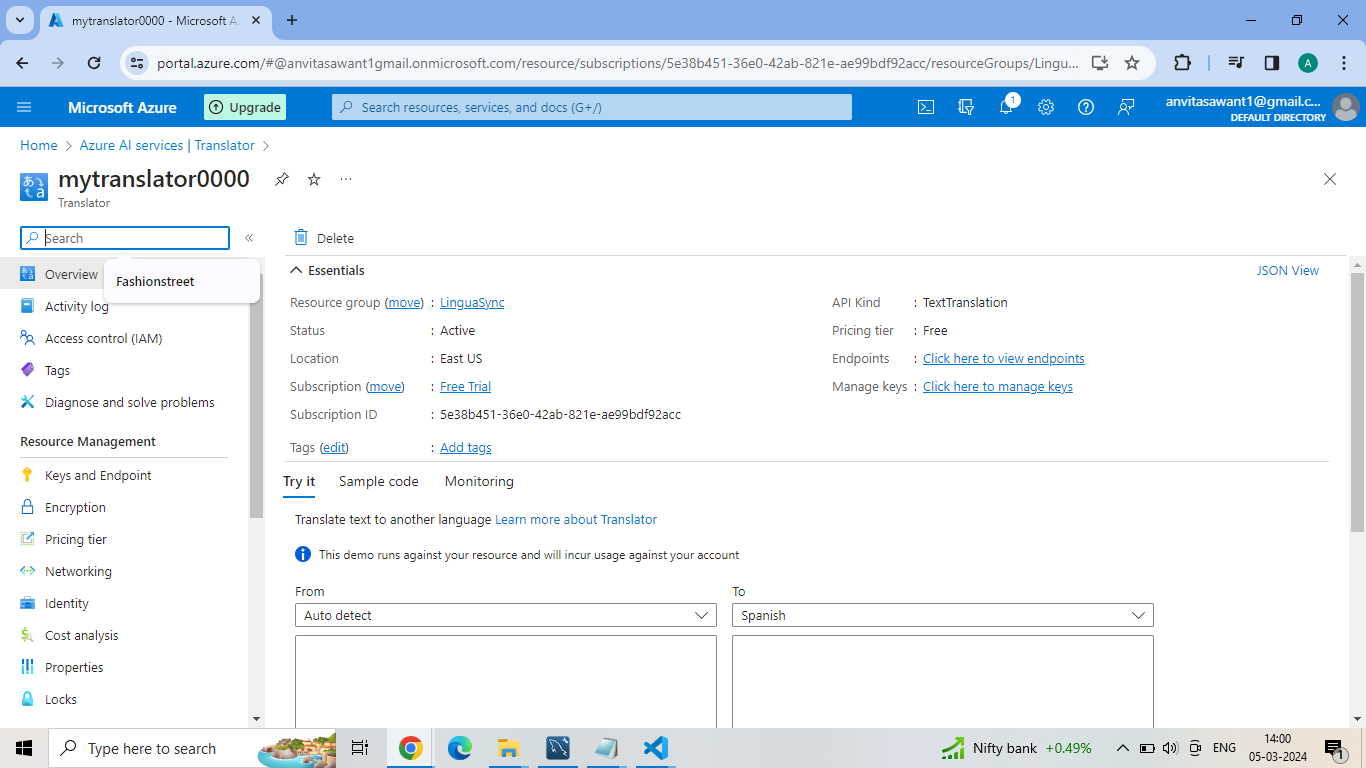 mytranslator0000 - Microsoft A
portal.azure.com/#@anvitasawant1gmail.onmicrosoft.com/resource/subscriptions/5e38b451-36e0-42ab-821e-ae99bdf92acc/resourceGroups/Lingu...
A
Microsoft Azure
Upgrade
Search resources, services, and docs (G+/)
1
anvitasawant1@gmail.c...
DEFAULT DIRECTORY
Home > Azure AI services | Translator >
mytranslator0000
Translator
Search
Delete
Overview
Fashionstreet
Activity log
Access control (IAM)
Tags
Diagnose and solve problems
Resource Management
Keys and Endpoint
Encryption
Pricing tier
Networking
Identity
Cost analysis
Properties
Locks
Essentials
JSON View
Resource group (move) : LinguaSync
Status : Active
Location : East US
Subscription (move) : Free Trial
Subscription ID : 5e38b451-36e0-42ab-821e-ae99bdf92acc
Tags (edit) : Add tags
API Kind : TextTranslation
Pricing tier : Free
Endpoints : Click here to view endpoints
Manage keys : Click here to manage keys
Try it Sample code Monitoring
Translate text to another language Learn more about Translator
This demo runs against your resource and will incur usage against your account
From
Auto detect
To
Spanish
Type here to search
Nifty bank +0.49%
ENG
14:00
05-03-2024
1